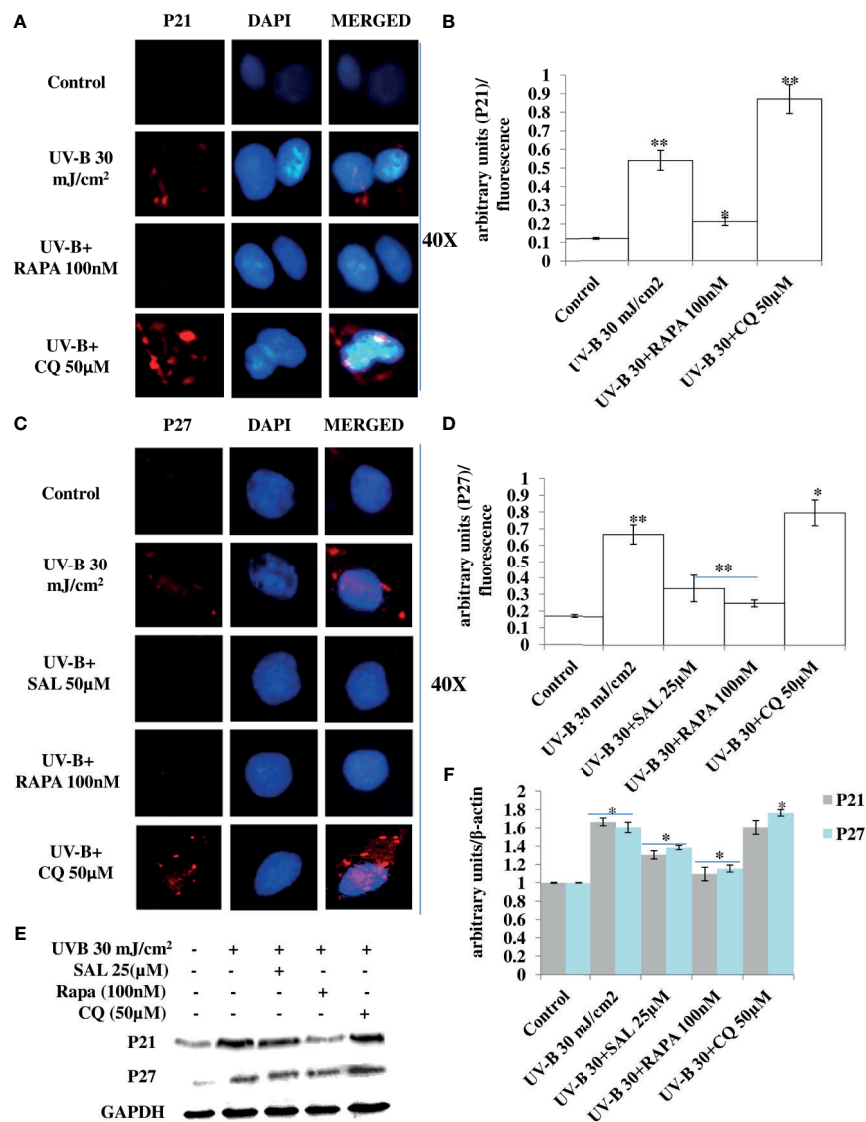 A
P21 DAPI MERGED
Control
UV-B 30
mJ/cm²
UV-B+
RAPA 100nM
UV-B+
CQ 50µM
40X
B
arbitrary units (P21)/
fluorescence
1
0.9
0.8
0.7
0.6
0.5
0.4
0.3
0.2
0.1
0
**
*
**
Control
UV-B 30 mJ/cm2
UV-B 30+RAPA 100nM
UV-B 30+CQ 50µM
C
P27 DAPI MERGED
Control
UV-B 30
mJ/cm²
UV-B+
SAL 50µM
UV-B+
RAPA 100nM
UV-B+
CQ 50µM
40X
D
arbitrary units (P27)/
fluorescence
1
0.9
0.8
0.7
0.6
0.5
0.4
0.3
0.2
0.1
0
**
**
*
Control
UV-B 30 mJ/cm2
UV-B 30+SAL 25µM
UV-B 30+RAPA 100nM
UV-B 30+CQ 50µM
E
UVB 30 mJ/cm² - + + + +
SAL 25(µM) - - + - -
Rapa (100nM) - - - + -
CQ (50µM) - - - - +
P21
P27
GAPDH
F
arbitrary units/β-actin
2
1.8
1.6
1.4
1.2
1
0.8
0.6
0.4
0.2
0
*
*
*
*
P21
P27
Control
UV-B 30 mJ/cm2
UV-B 30+SAL 25µM
UV-B 30+RAPA 100nM
UV-B 30+CQ 50µM